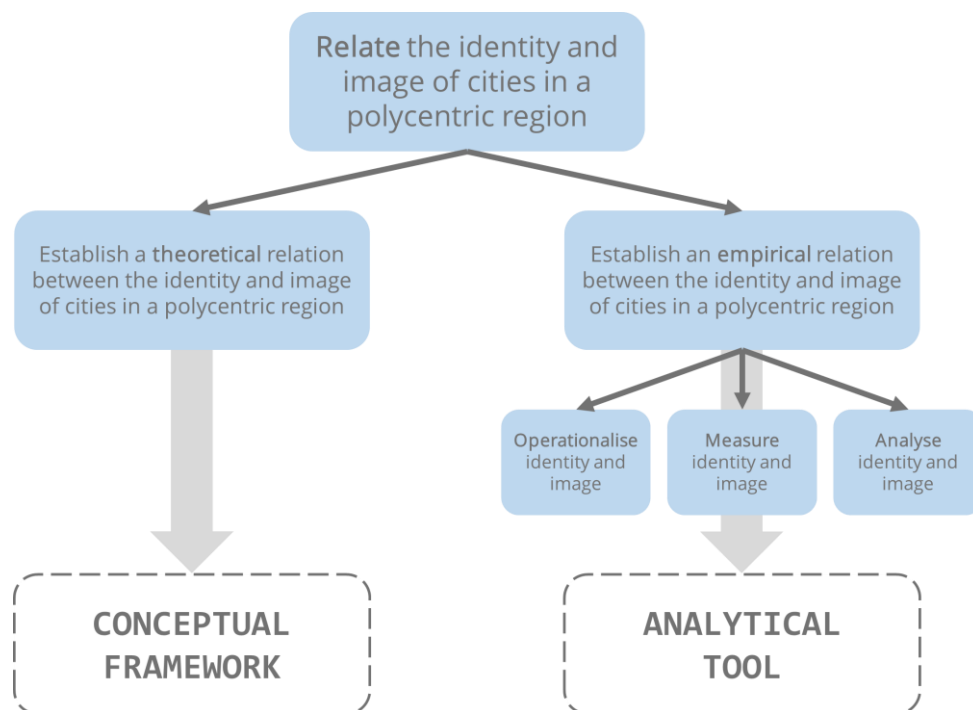 Relate the identity and
image of cities in a
polycentric region
Establish a theoretical relation
between the identity and image
of cities in a polycentric region
Establish an empirical relation
between the identity and image
of cities in a polycentric region
Operationalise
identity and
image
Measure
identity and
image
Analyse
identity and
image
CONCEPTUAL
FRAMEWORK
ANALYTICAL
TOOL